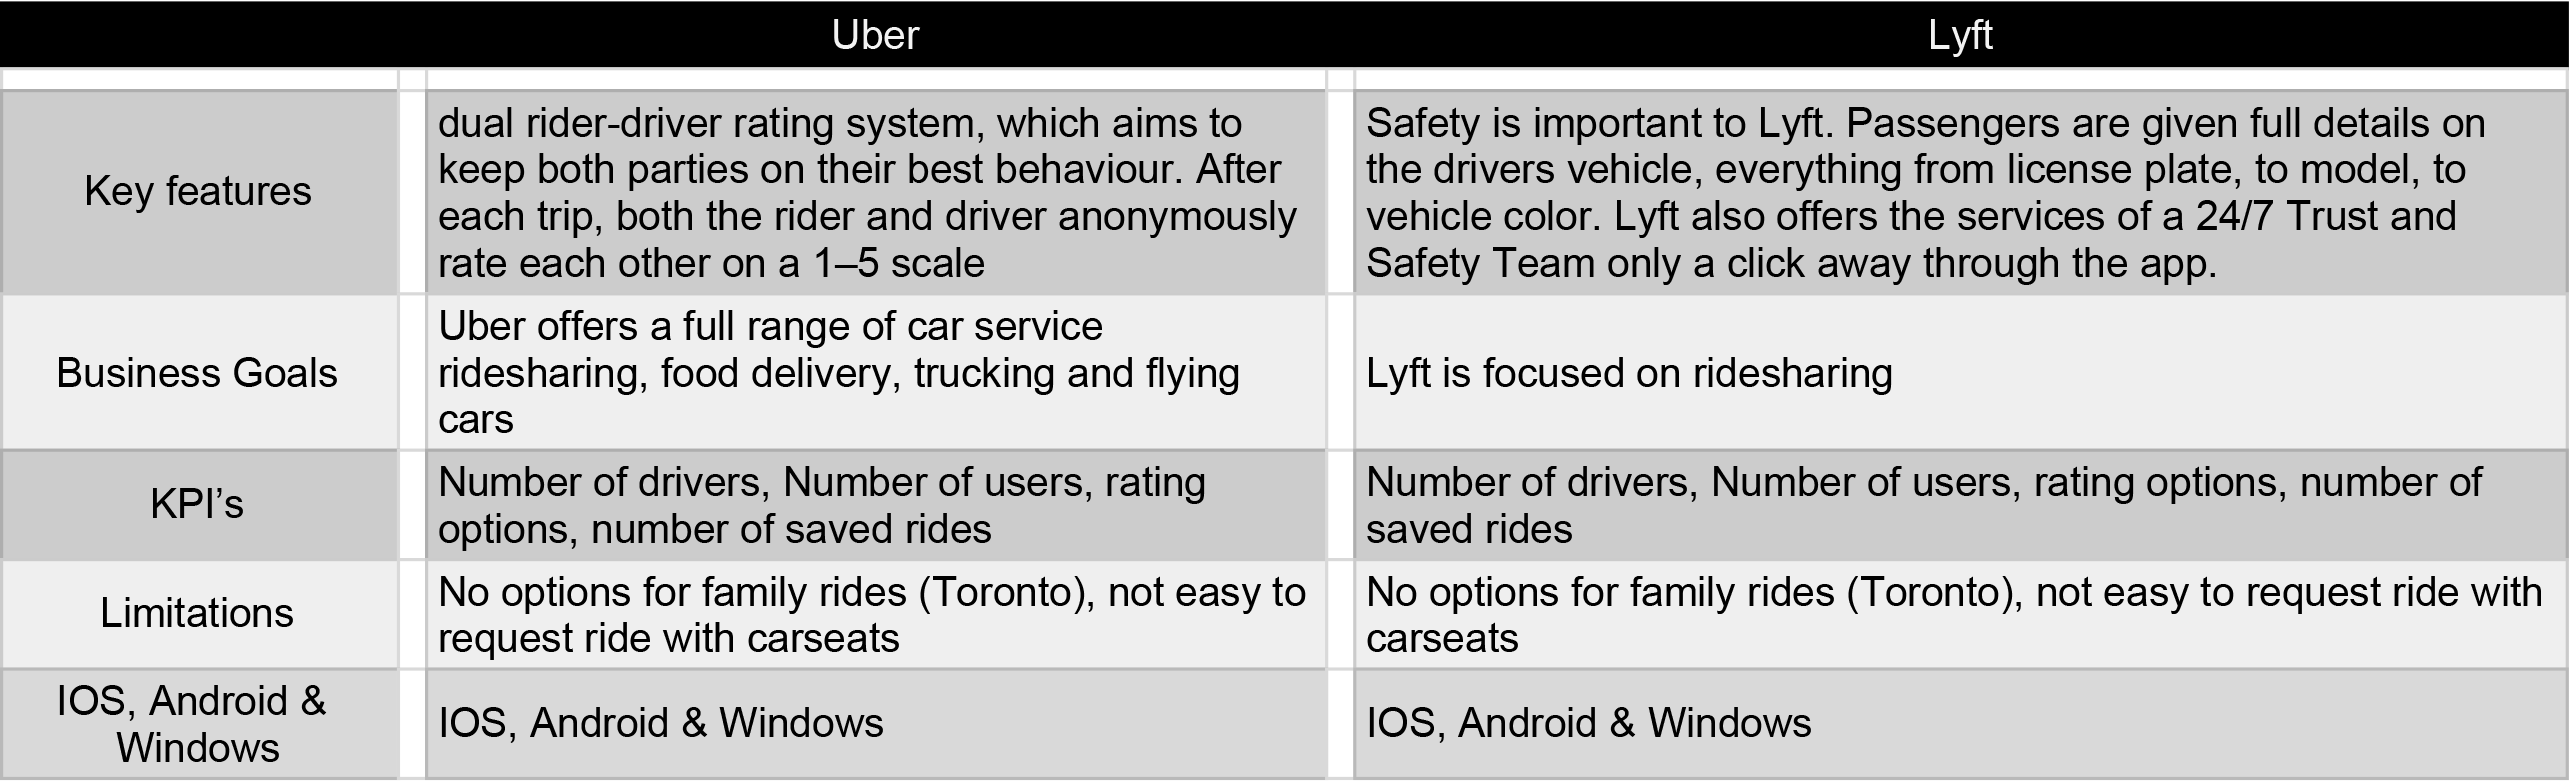 Uber
Lyft
Key features
dual rider-driver rating system, which aims to
keep both parties on their best behaviour. After
each trip, both the rider and driver anonymously
rate each other on a 1–5 scale
Safety is important to Lyft. Passengers are given full details on
the drivers vehicle, everything from license plate, to model, to
vehicle color. Lyft also offers the services of a 24/7 Trust and
Safety Team only a click away through the app.
Business Goals
Uber offers a full range of car service
ridesharing, food delivery, trucking and flying
cars
Lyft is focused on ridesharing
KPI’s
Number of drivers, Number of users, rating
options, number of saved rides
Number of drivers, Number of users, rating options, number of
saved rides
Limitations
No options for family rides (Toronto), not easy to
request ride with carseats
No options for family rides (Toronto), not easy to request ride with
carseats
IOS, Android &
Windows
IOS, Android & Windows
IOS, Android & Windows